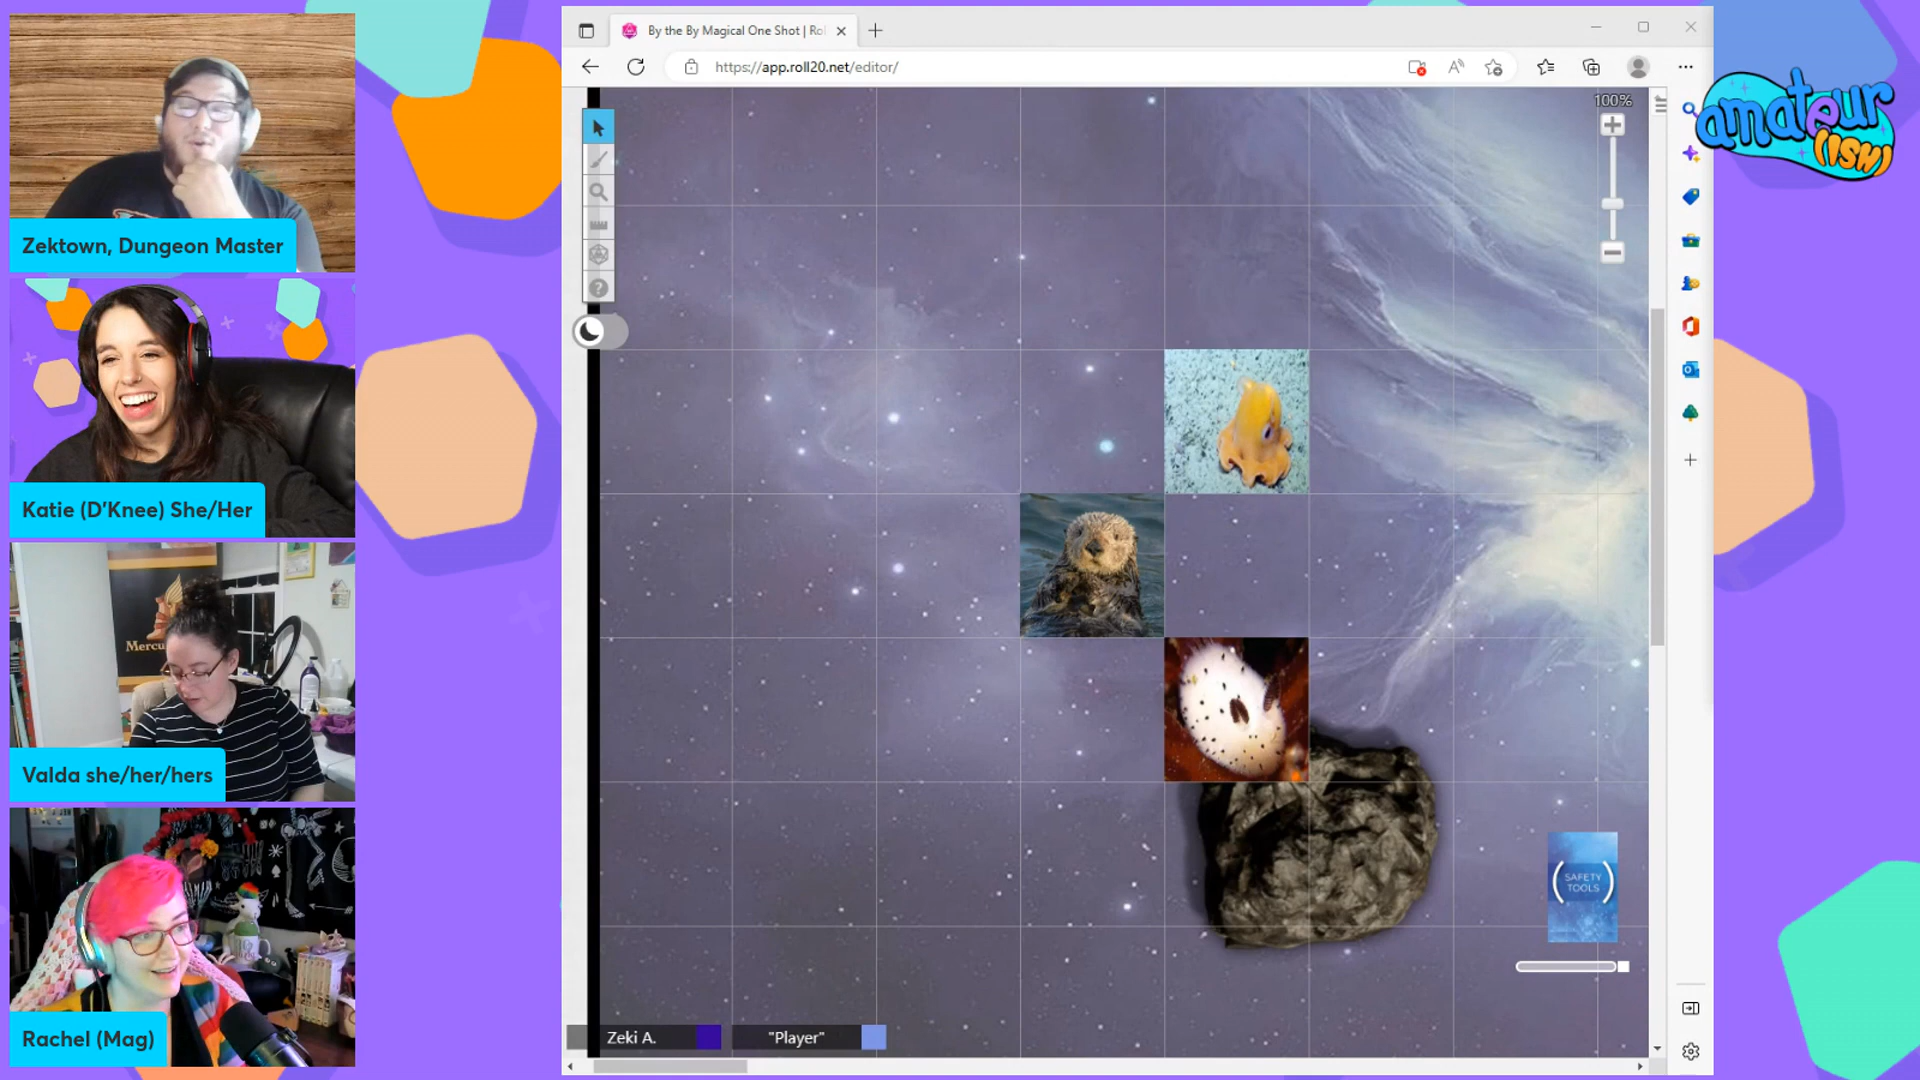 By the By Magical One Shot | Rol
https://app.roll20.net/editor/
amateur
(ISH)
100%
Zektown, Dungeon Master
Katie (D'Knee) She/Her
Mercu
Valda she/her/hers
SAFETY
TOOLS
Rachel (Mag)
Zeki A.
"Player"